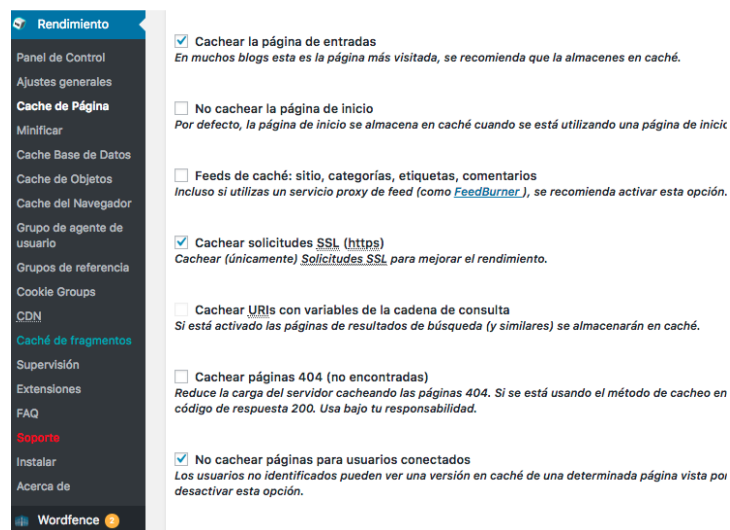 Rendimiento
Panel de Control
Ajustes generales
Cache de Página
Minificar
Cache Base de Datos
Cache de Objetos
Cache del Navegador
Grupo de agente de
usuario
Grupos de referencia
Cookie Groups
CDN
Caché de fragmentos
Supervisión
Extensiones
FAQ
Soporte
Instalar
Acerca de
Wordfence 2
Cachear la página de entradas
En muchos blogs esta es la página más visitada, se recomienda que la almacenes en caché.
No cachear la página de inicio
Por defecto, la página de inicio se almacena en caché cuando se está utilizando una página de inicio
Feeds de caché: sitio, categorías, etiquetas, comentarios
Incluso si utilizas un servicio proxy de feed (como FeedBurner ), se recomienda activar esta opción.
Cachear solicitudes SSL (https)
Cachear (únicamente) Solicitudes SSL para mejorar el rendimiento.
Cachear URIs con variables de la cadena de consulta
Si está activado las páginas de resultados de búsqueda (y similares) se almacenarán en caché.
Cachear páginas 404 (no encontradas)
Reduce la carga del servidor cacheando las páginas 404. Si se está usando el método de cacheo en
código de respuesta 200. Usa bajo tu responsabilidad.
No cachear páginas para usuarios conectados
Los usuarios no identificados pueden ver una versión en caché de una determinada página vista por
desactivar esta opción.